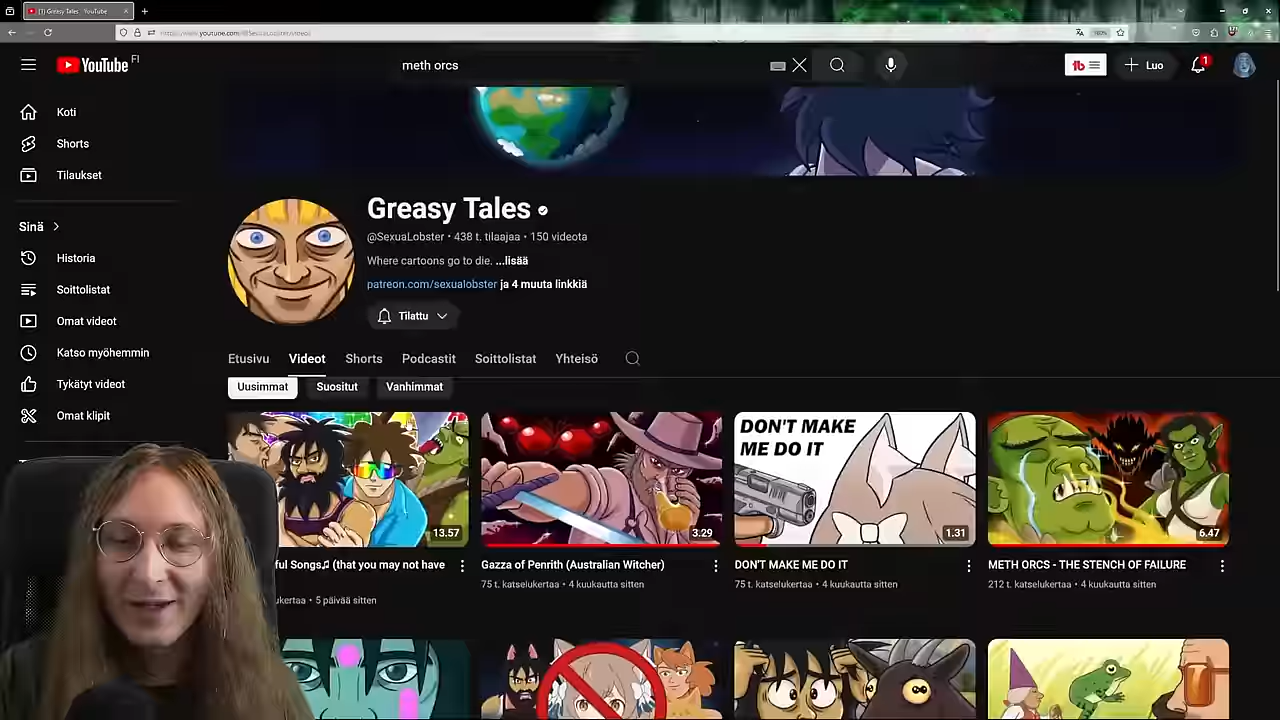 (1) Greasy Tales - YouTube
YouTube FI
meth orcs
Luo
1
Koti
Shorts
Tilaukset
Sinä
Historia
Soittolistat
Omat videot
Katso myöhemmin
Tykätyt videot
Omat klipit
Greasy Tales
@SexuaLobster • 438 t. tilaajaa • 150 videota
Where cartoons go to die. ...lisää
patreon.com/sexualobster ja 4 muuta linkkiä
Tilattu
Etusivu Videot Shorts Podcastit Soittolistat Yhteisö
Uusimmat Suositut Vanhimmat
DON'T MAKE
ME DO IT
13.57
3.29
1.31
6.47
ful Songs♫ (that you may not have
5 päivää sitten
Gazza of Penrith (Australian Witcher)
75 t. katselukertaa • 4 kuukautta sitten
DON'T MAKE ME DO IT
75 t. katselukertaa • 4 kuukautta sitten
METH ORCS - THE STENCH OF FAILURE
212 t. katselukertaa • 4 kuukautta sitten